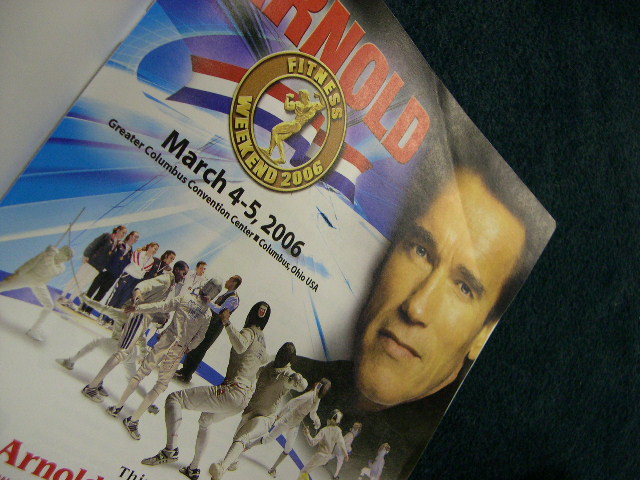 ARNOLD
FITNESS
WEEKEND 2006
March 4-5, 2006
Greater Columbus Convention Center ■ Columbus, Ohio USA
Arnold